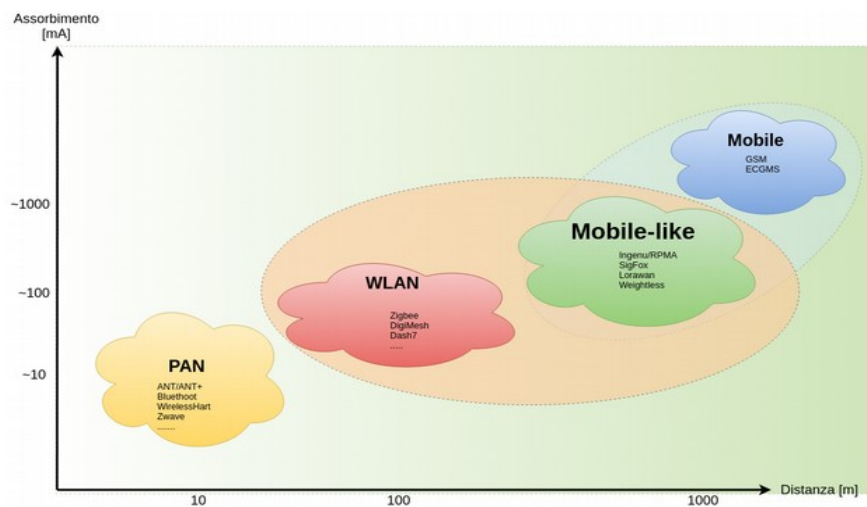 Assorbimento
[mA]
Mobile
GSM
ECGMS
~1000
Mobile-like
Ingenu/RPMA
SigFox
Lorawan
Weightless
WLAN
Zigbee
DigiMesh
Dash7
.....
~100
PAN
ANT/ANT+
Bluethoot
WirelessHart
Zwave
.......
~10
10
100
1000
Distanza [m]